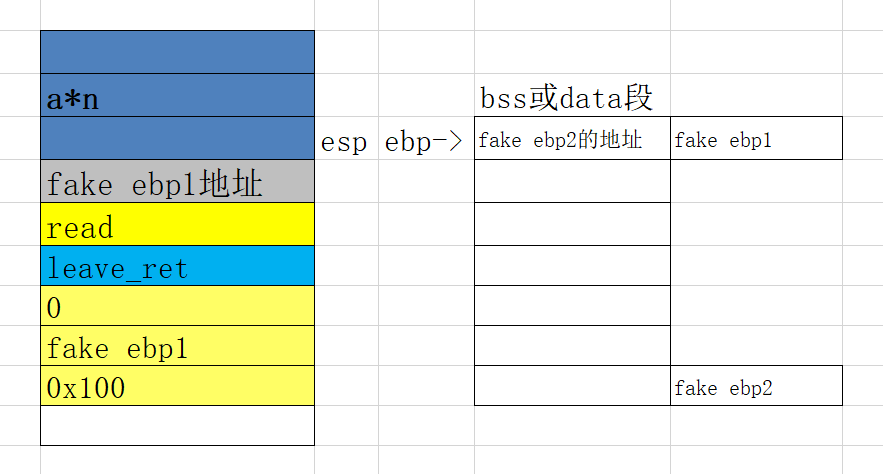 a*n
bss或data段
esp ebp->
fake ebp2的地址
fake ebp1
fake ebp1地址
read
leave_ret
0
fake ebp1
0x100
fake ebp2